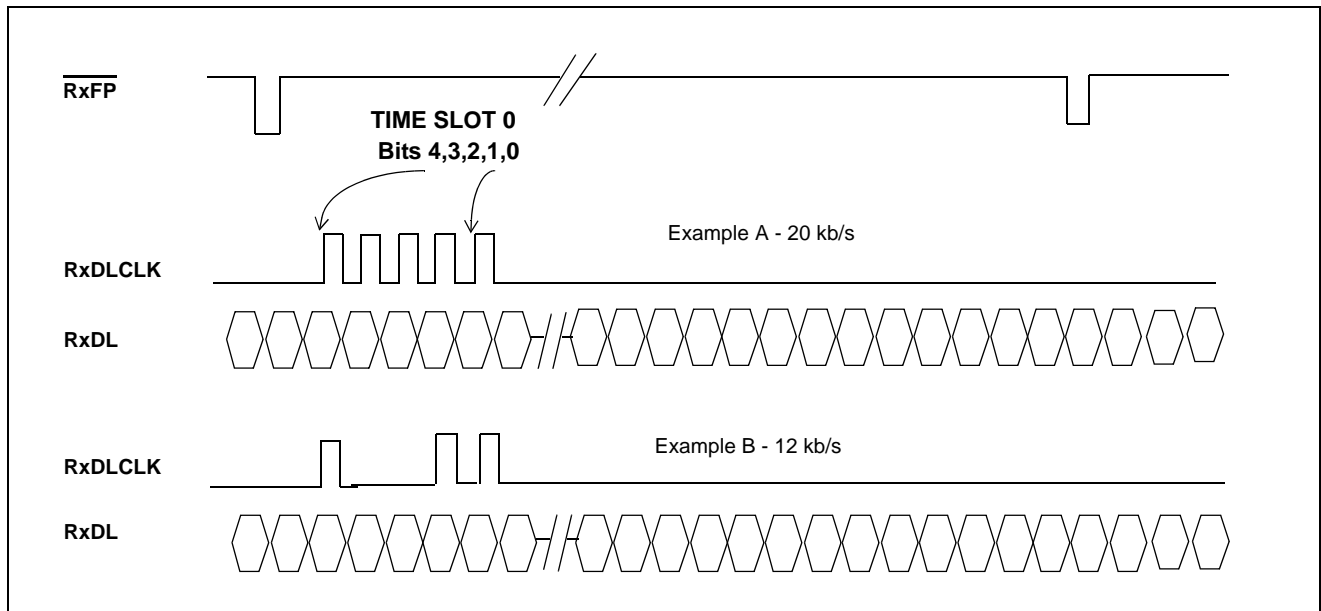 RxFP
TIME SLOT 0
Bits 4,3,2,1,0
Example A - 20 kb/s
RxDLCLK
RxDL
Example B - 12 kb/s
RxDLCLK
RxDL